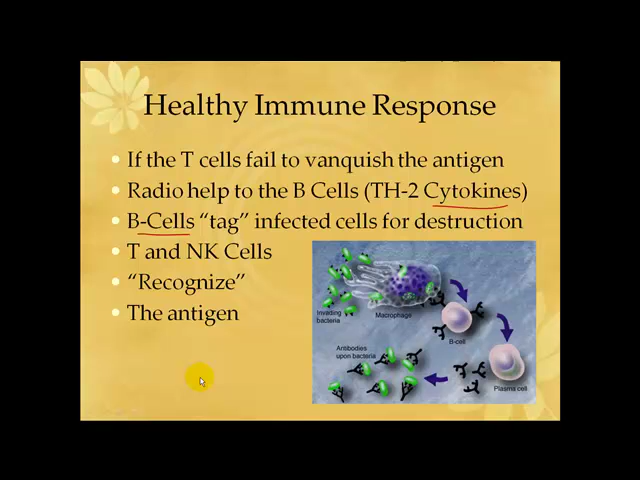 Healthy Immune Response
If the T cells fail to vanquish the antigen
Radio help to the B Cells (TH-2 Cytokines)
B-Cells “tag” infected cells for destruction
T and NK Cells
“Recognize”
The antigen
Invading
bacteria
Macrophage
B-cell
Antibodies
upon bacteria
Plasma cell